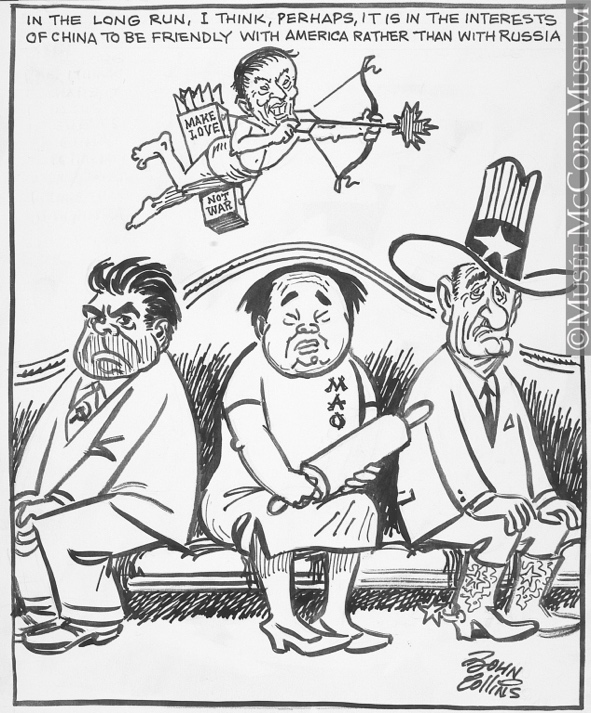 IN THE LONG RUN, I THINK, PERHAPS, IT IS IN THE INTERESTS
OF CHINA TO BE FRIENDLY WITH AMERICA RATHER THAN WITH RUSSIA
MAKE
LOVE
NOT
WAR
MAO
JOHN
COLLINS
©MUSÉE MCCORD MUSEUM